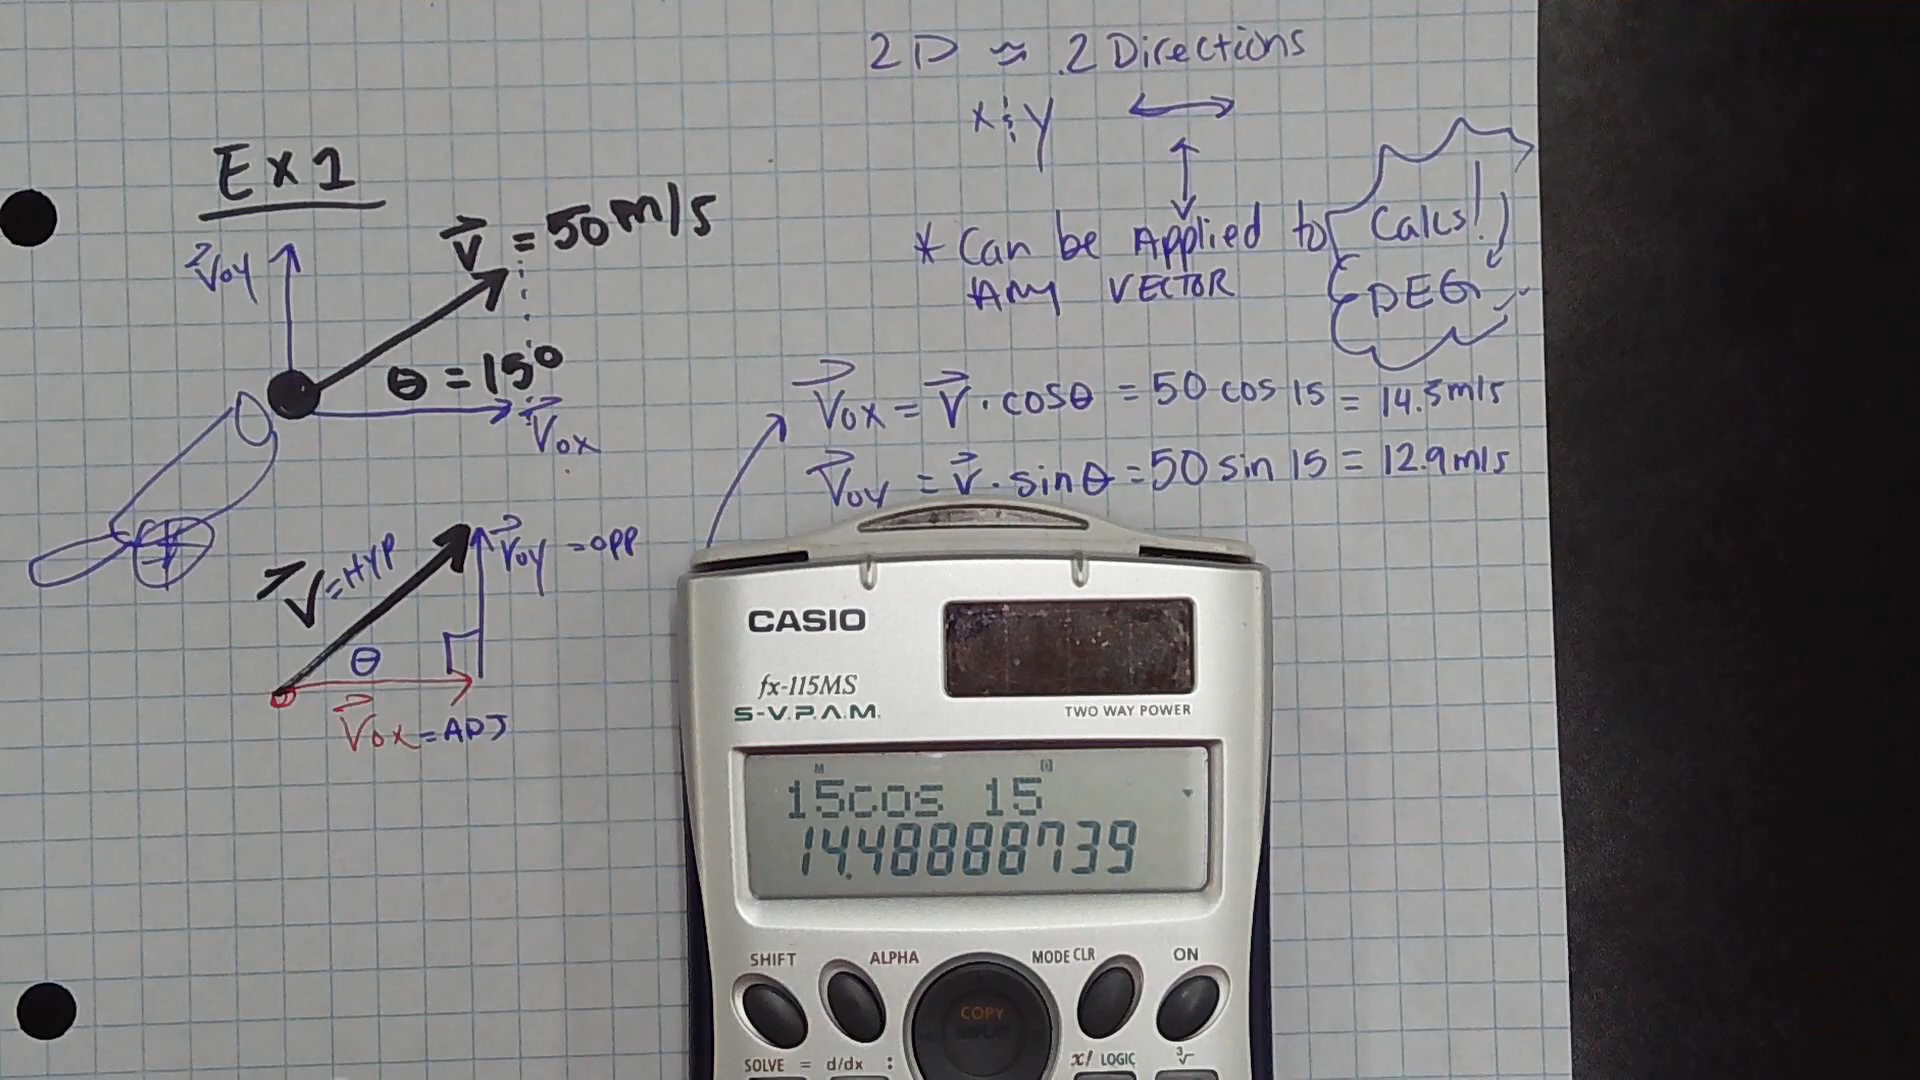 2D ≈ 2 Directions
x & y
Ex 1
V = 50 m/s
Voy
θ = 15°
Vox
* Can be Applied to
Any VECTOR
Calcs!
DEG
Vox = V · cosθ = 50 cos 15 = 14.5 m/s
Voy = V · sinθ = 50 sin 15 = 12.9 m/s
V = HYP
Voy = OPP
θ
Vox = ADJ
CASIO
fx-115MS
S-V.P.A.M.
TWO WAY POWER
M D
15cos 15
14.48888739
SHIFT ALPHA MODE CLR ON
COPY
SOLVE = d/dx : x! LOGIC ³√